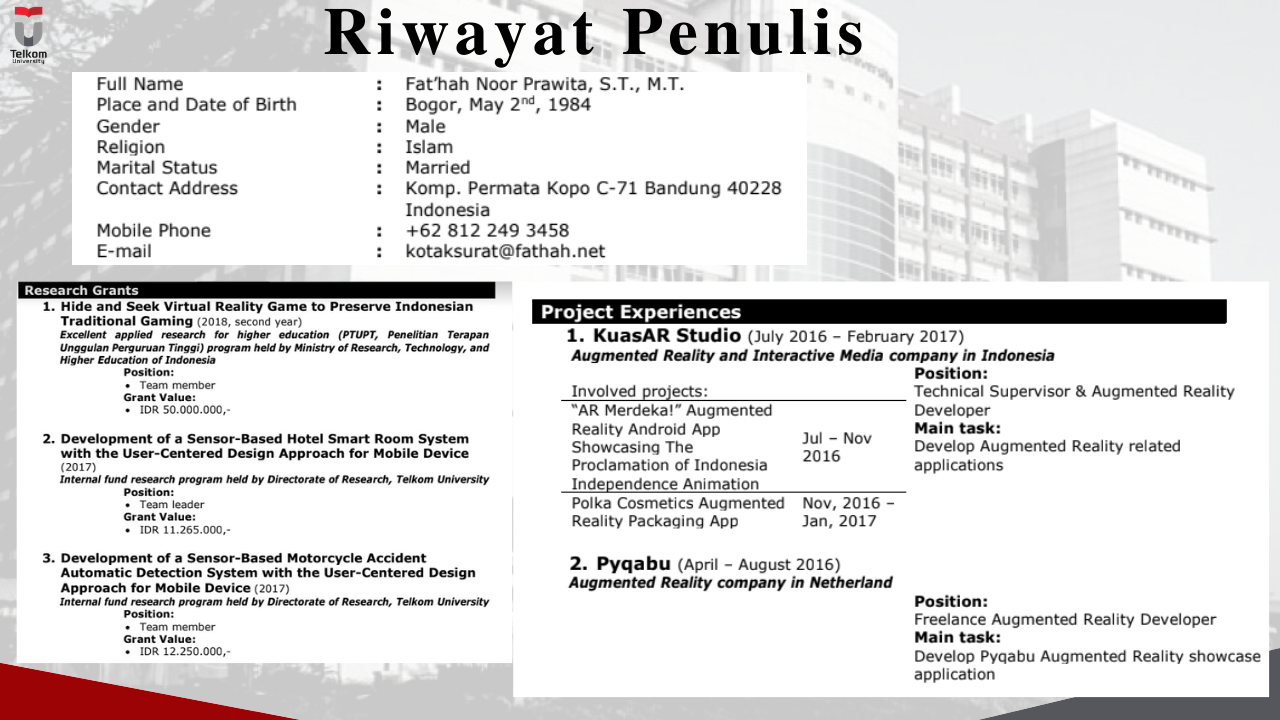 Telkom
University
Riwayat Penulis
Full Name : Fat’hah Noor Prawita, S.T., M.T.
Place and Date of Birth : Bogor, May 2nd, 1984
Gender : Male
Religion : Islam
Marital Status : Married
Contact Address : Komp. Permata Kopo C-71 Bandung 40228
Indonesia
Mobile Phone : +62 812 249 3458
E-mail : kotaksurat@fathah.net
Research Grants
1. Hide and Seek Virtual Reality Game to Preserve Indonesian
Traditional Gaming (2018, second year)
Excellent applied research for higher education (PTUPT, Penelitian Terapan
Unggulan Perguruan Tinggi) program held by Ministry of Research, Technology, and
Higher Education of Indonesia
Position:
• Team member
Grant Value:
• IDR 50.000.000,-
2. Development of a Sensor-Based Hotel Smart Room System
with the User-Centered Design Approach for Mobile Device
(2017)
Internal fund research program held by Directorate of Research, Telkom University
Position:
• Team leader
Grant Value:
• IDR 11.265.000,-
3. Development of a Sensor-Based Motorcycle Accident
Automatic Detection System with the User-Centered Design
Approach for Mobile Device (2017)
Internal fund research program held by Directorate of Research, Telkom University
Position:
• Team member
Grant Value:
• IDR 12.250.000,-
Project Experiences
1. KuasAR Studio (July 2016 – February 2017)
Augmented Reality and Interactive Media company in Indonesia
Involved projects:
“AR Merdeka!” Augmented
Reality Android App
Showcasing The
Proclamation of Indonesia
Independence Animation
Jul – Nov
2016
Polka Cosmetics Augmented
Reality Packaging App
Nov, 2016 –
Jan, 2017
Position:
Technical Supervisor & Augmented Reality
Developer
Main task:
Develop Augmented Reality related
applications
2. Pyqabu (April – August 2016)
Augmented Reality company in Netherland
Position:
Freelance Augmented Reality Developer
Main task:
Develop Pyqabu Augmented Reality showcase
application